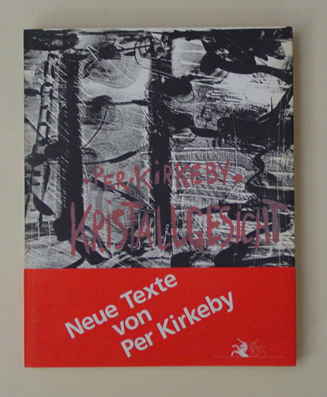 PER KIRKEBY
KRISTALLGESICHT
Neue Texte
von
Per Kirkeby